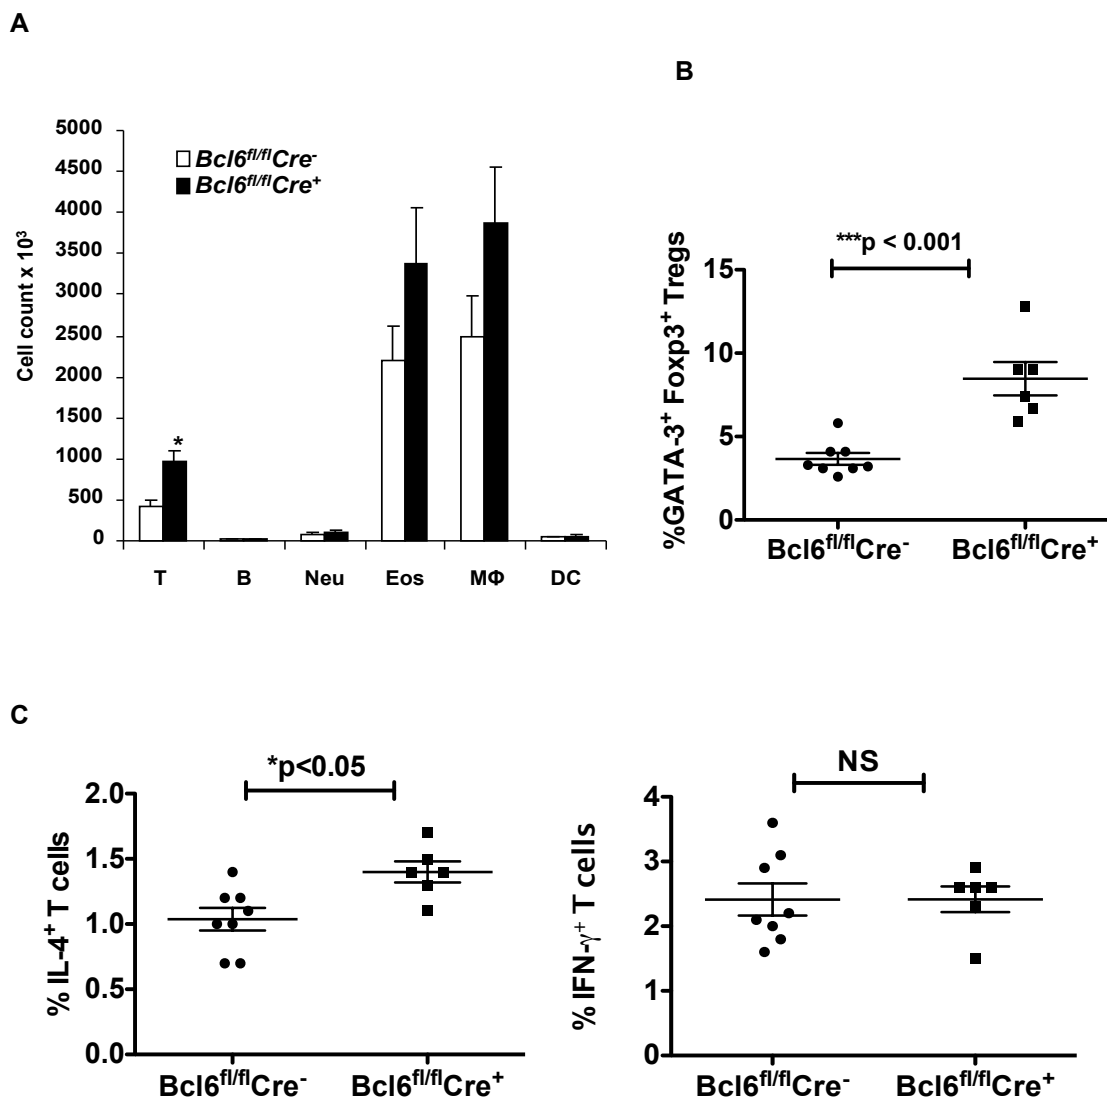 A
B
5000
4500
4000
3500
3000
2500
2000
1500
1000
500
0
Cell count x 10³
Bcl6fl/flCre-
Bcl6fl/flCre+
*
T B Neu Eos MΦ DC
***p < 0.001
15
10
5
0
%GATA-3+ Foxp3+ Tregs
Bcl6fl/flCre- Bcl6fl/flCre+
C
*p<0.05
2.0
1.5
1.0
0.5
0.0
% IL-4+ T cells
Bcl6fl/flCre- Bcl6fl/flCre+
NS
4
3
2
1
0
% IFN-γ+ T cells
Bcl6fl/flCre- Bcl6fl/flCre+